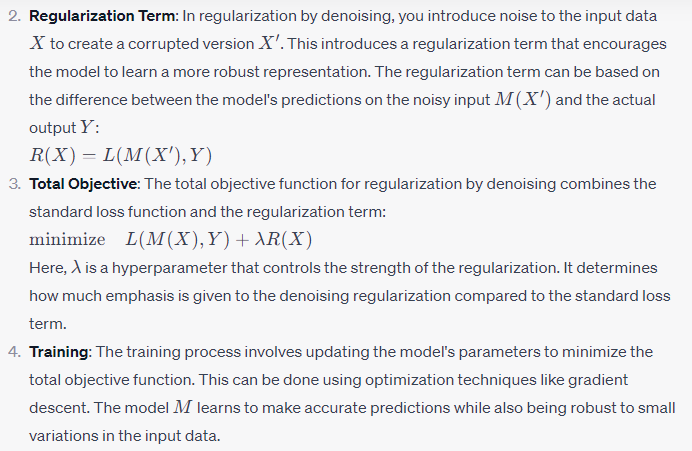 2. Regularization Term: In regularization by denoising, you introduce noise to the input data
X to create a corrupted version X′. This introduces a regularization term that encourages
the model to learn a more robust representation. The regularization term can be based on
the difference between the model's predictions on the noisy input M(X′) and the actual
output Y:
R(X) = L(M(X′), Y)
3. Total Objective: The total objective function for regularization by denoising combines the
standard loss function and the regularization term:
minimize L(M(X), Y) + λR(X)
Here, λ is a hyperparameter that controls the strength of the regularization. It determines
how much emphasis is given to the denoising regularization compared to the standard loss
term.
4. Training: The training process involves updating the model's parameters to minimize the
total objective function. This can be done using optimization techniques like gradient
descent. The model M learns to make accurate predictions while also being robust to small
variations in the input data.